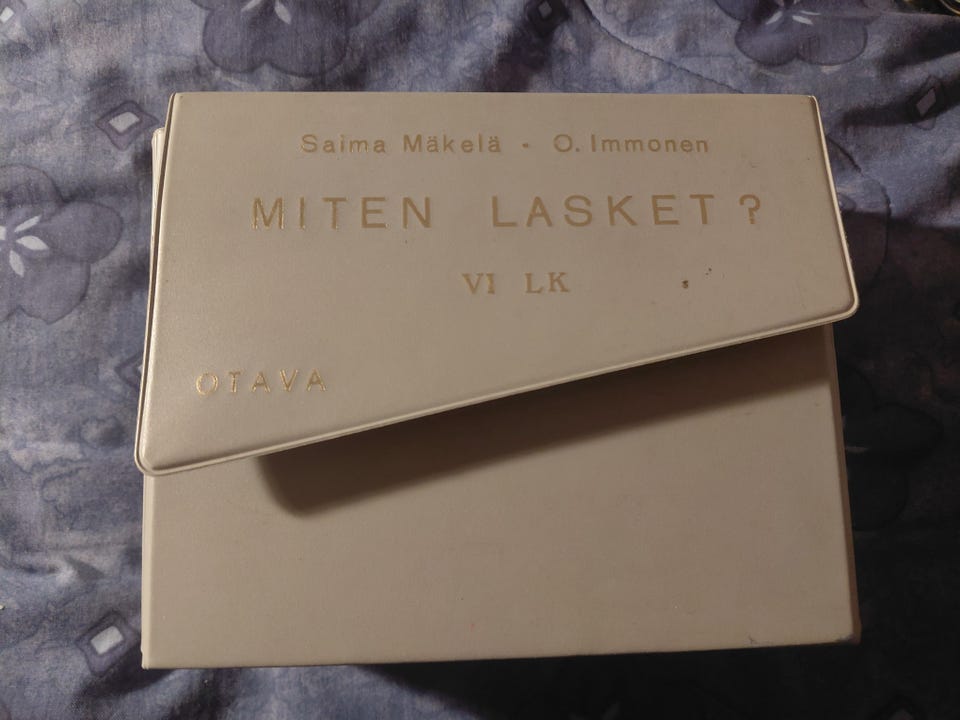 Saima Mäkelä · O. Immonen
MITEN LASKET?
VI LK
OTAVA